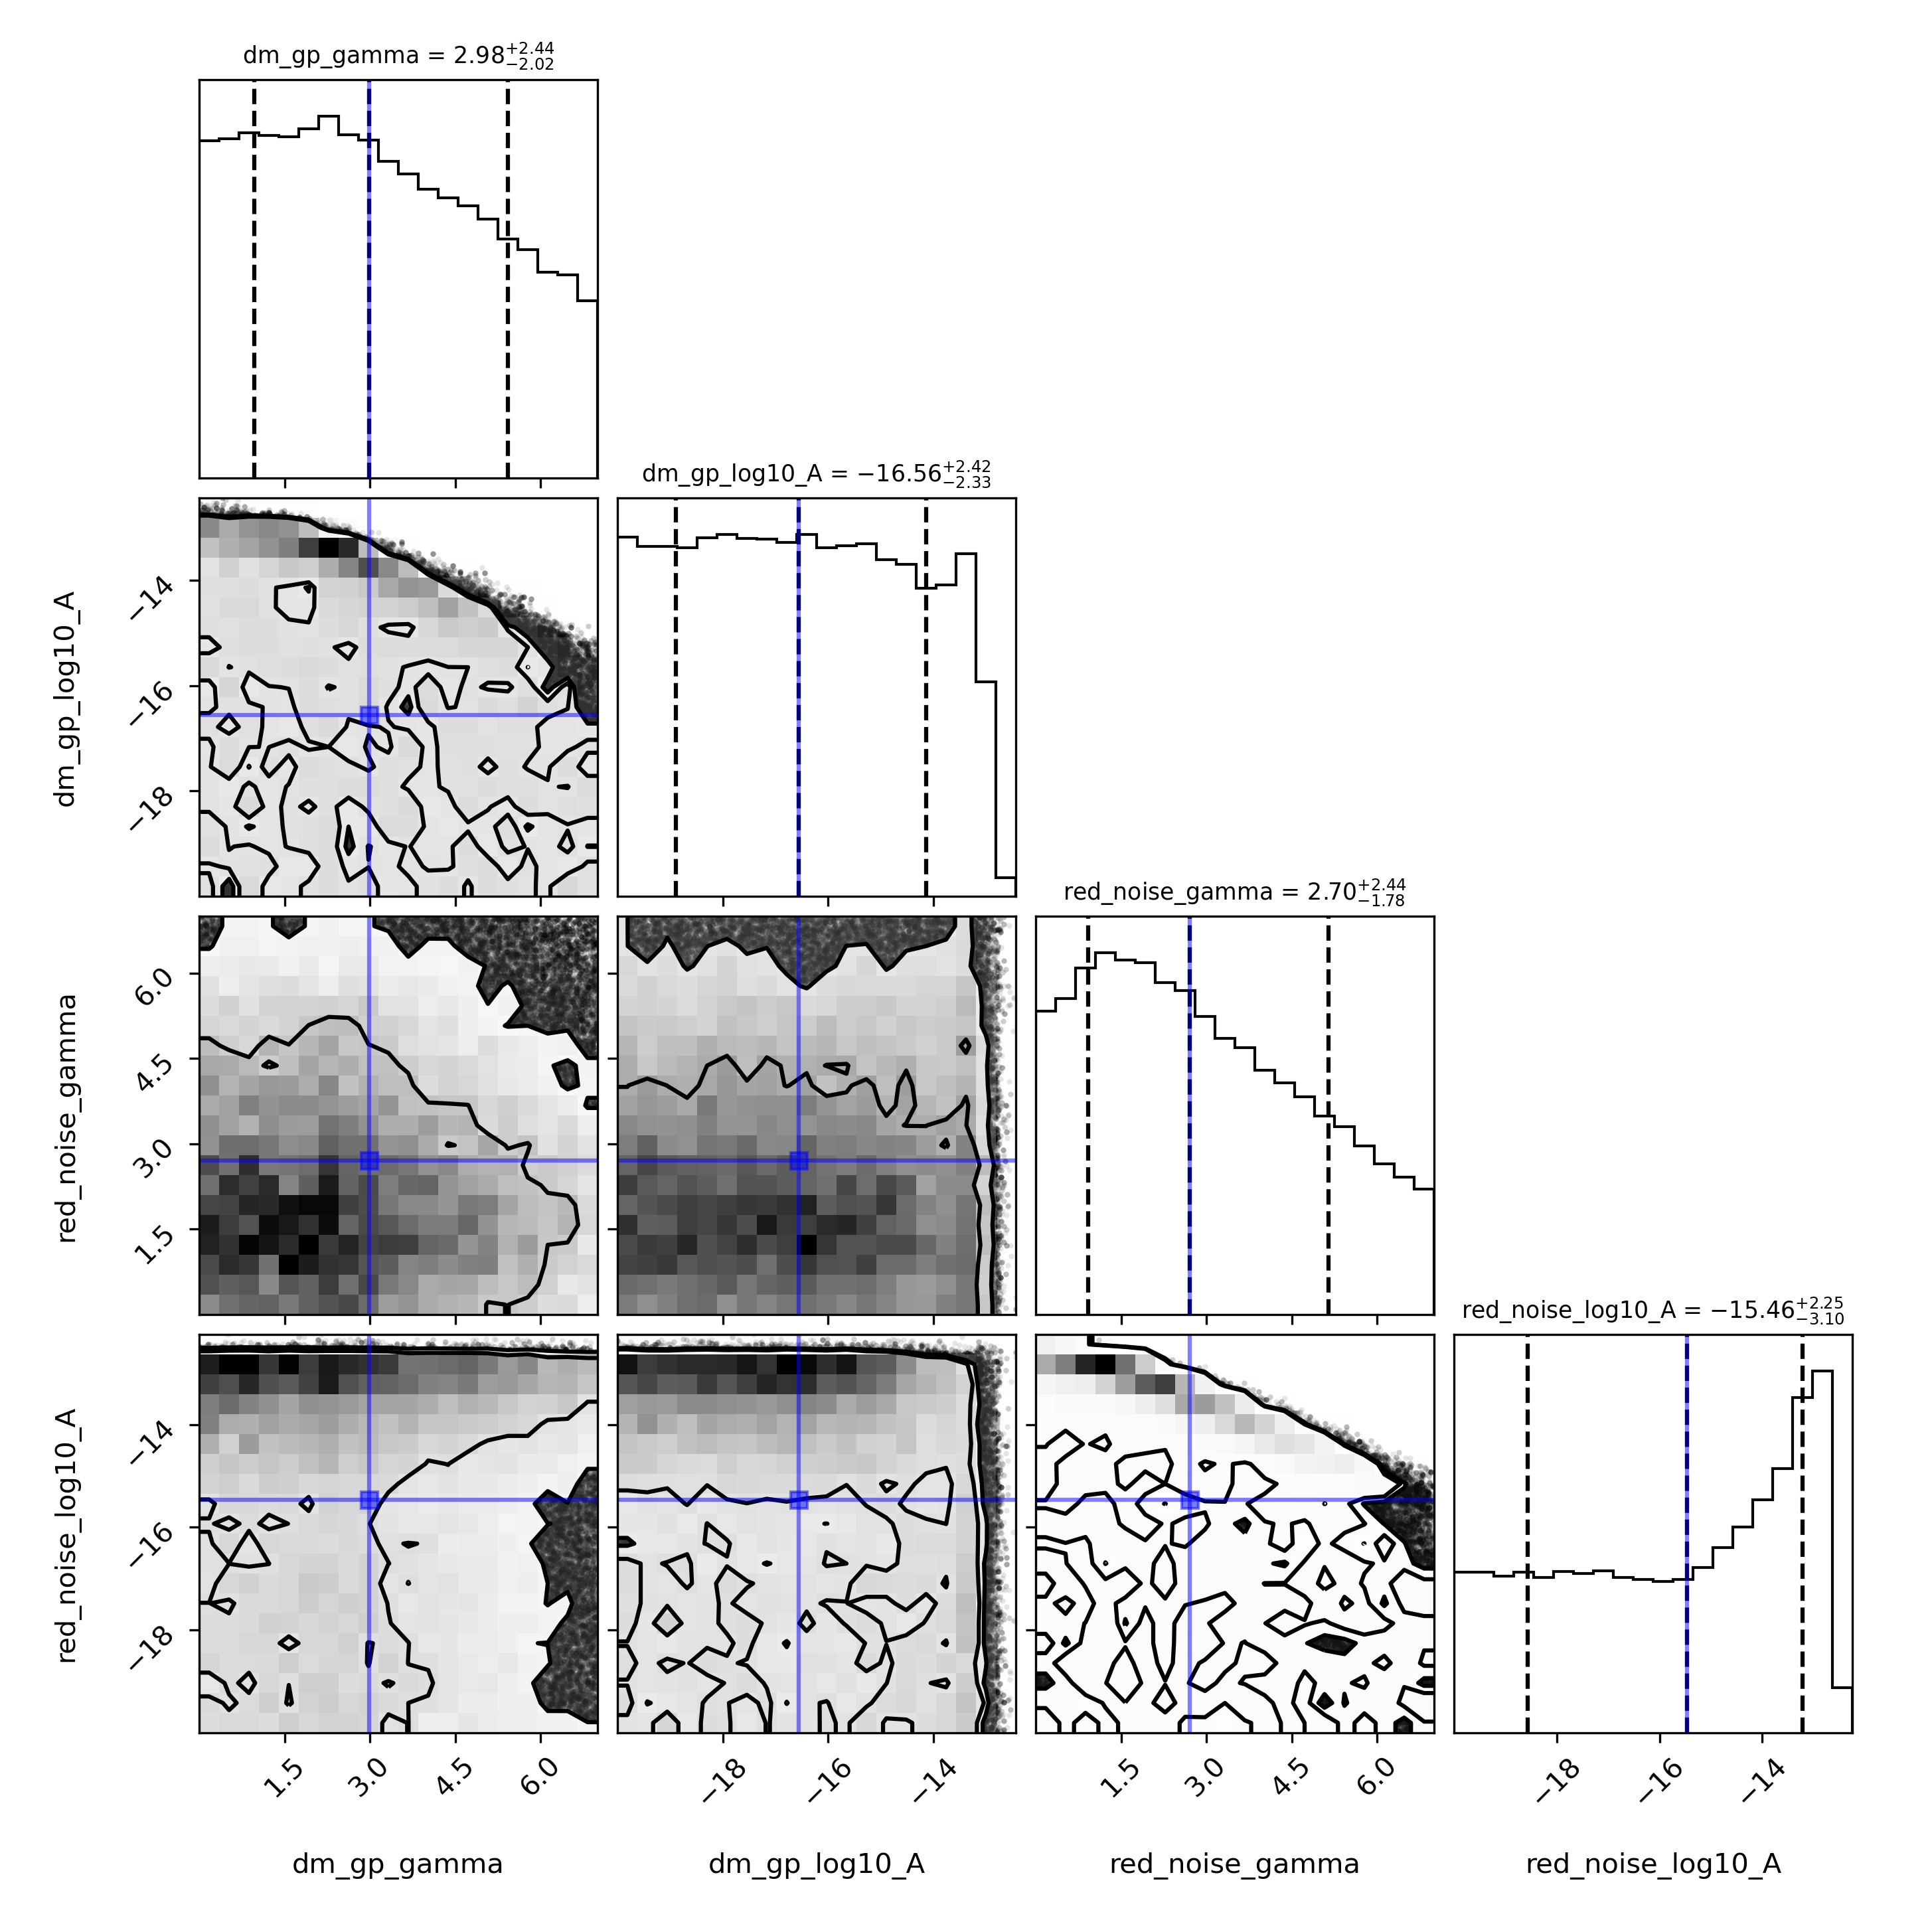 dm_gp_gamma = 2.98+2.44−2.02
dm_gp_log10_A = −16.56+2.42−2.33
−14
−16
−18
dm_gp_log10_A
red_noise_gamma = 2.70+2.44−1.78
6.0
4.5
3.0
1.5
red_noise_gamma
red_noise_log10_A = −15.46+2.25−3.10
−14
−16
−18
red_noise_log10_A
1.5 3.0 4.5 6.0
−18 −16 −14
1.5 3.0 4.5 6.0
−18 −16 −14
dm_gp_gamma
dm_gp_log10_A
red_noise_gamma
red_noise_log10_A